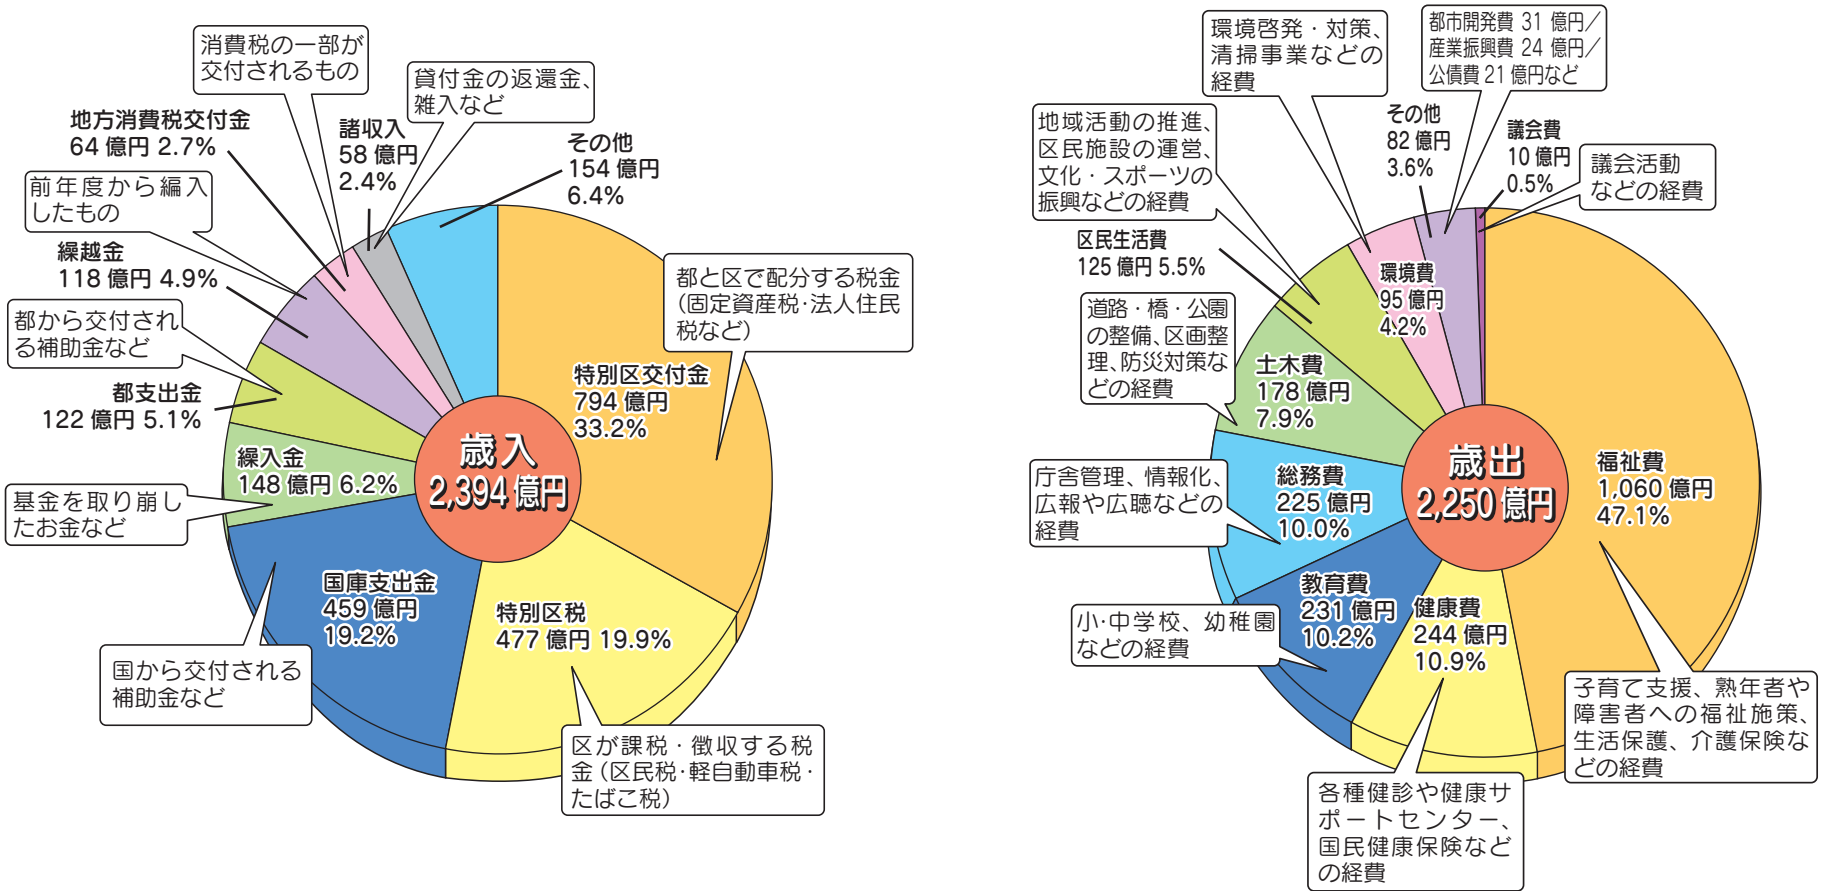 消費税の一部が
交付されるもの
貸付金の返還金、
雑入など
地方消費税交付金
64 億円 2.7%
諸収入
58 億円
2.4%
その他
154 億円
6.4%
前年度から編入
したもの
繰越金
118 億円 4.9%
都から交付され
る補助金など
都支出金
122 億円 5.1%
繰入金
148 億円 6.2%
基金を取り崩し
たお金など
国庫支出金
459 億円
19.2%
国から交付される
補助金など
特別区税
477 億円 19.9%
区が課税・徴収する税
金（区民税・軽自動車税・
たばこ税）
都と区で配分する税金
（固定資産税・法人住民
税など）
特別区交付金
794 億円
33.2%
歳入
2,394 億円
環境啓発・対策、
清掃事業などの
経費
都市開発費 31 億円／
産業振興費 24 億円／
公債費 21 億円など
その他
82 億円
3.6%
議会費
10 億円
0.5%
議会活動
などの経費
地域活動の推進、
区民施設の運営、
文化・スポーツの
振興などの経費
区民生活費
125 億円 5.5%
環境費
95 億円
4.2%
道路・橋・公園
の整備、区画整
理、防災対策な
どの経費
土木費
178 億円
7.9%
庁舎管理、情報化、
広報や広聴などの
経費
総務費
225 億円
10.0%
小・中学校、幼稚園
などの経費
教育費
231 億円
10.2%
健康費
244 億円
10.9%
各種健診や健康サ
ポートセンター、
国民健康保険など
の経費
福祉費
1,060 億円
47.1%
子育て支援、熟年者や
障害者への福祉施策、
生活保護、介護保険な
どの経費
歳出
2,250 億円